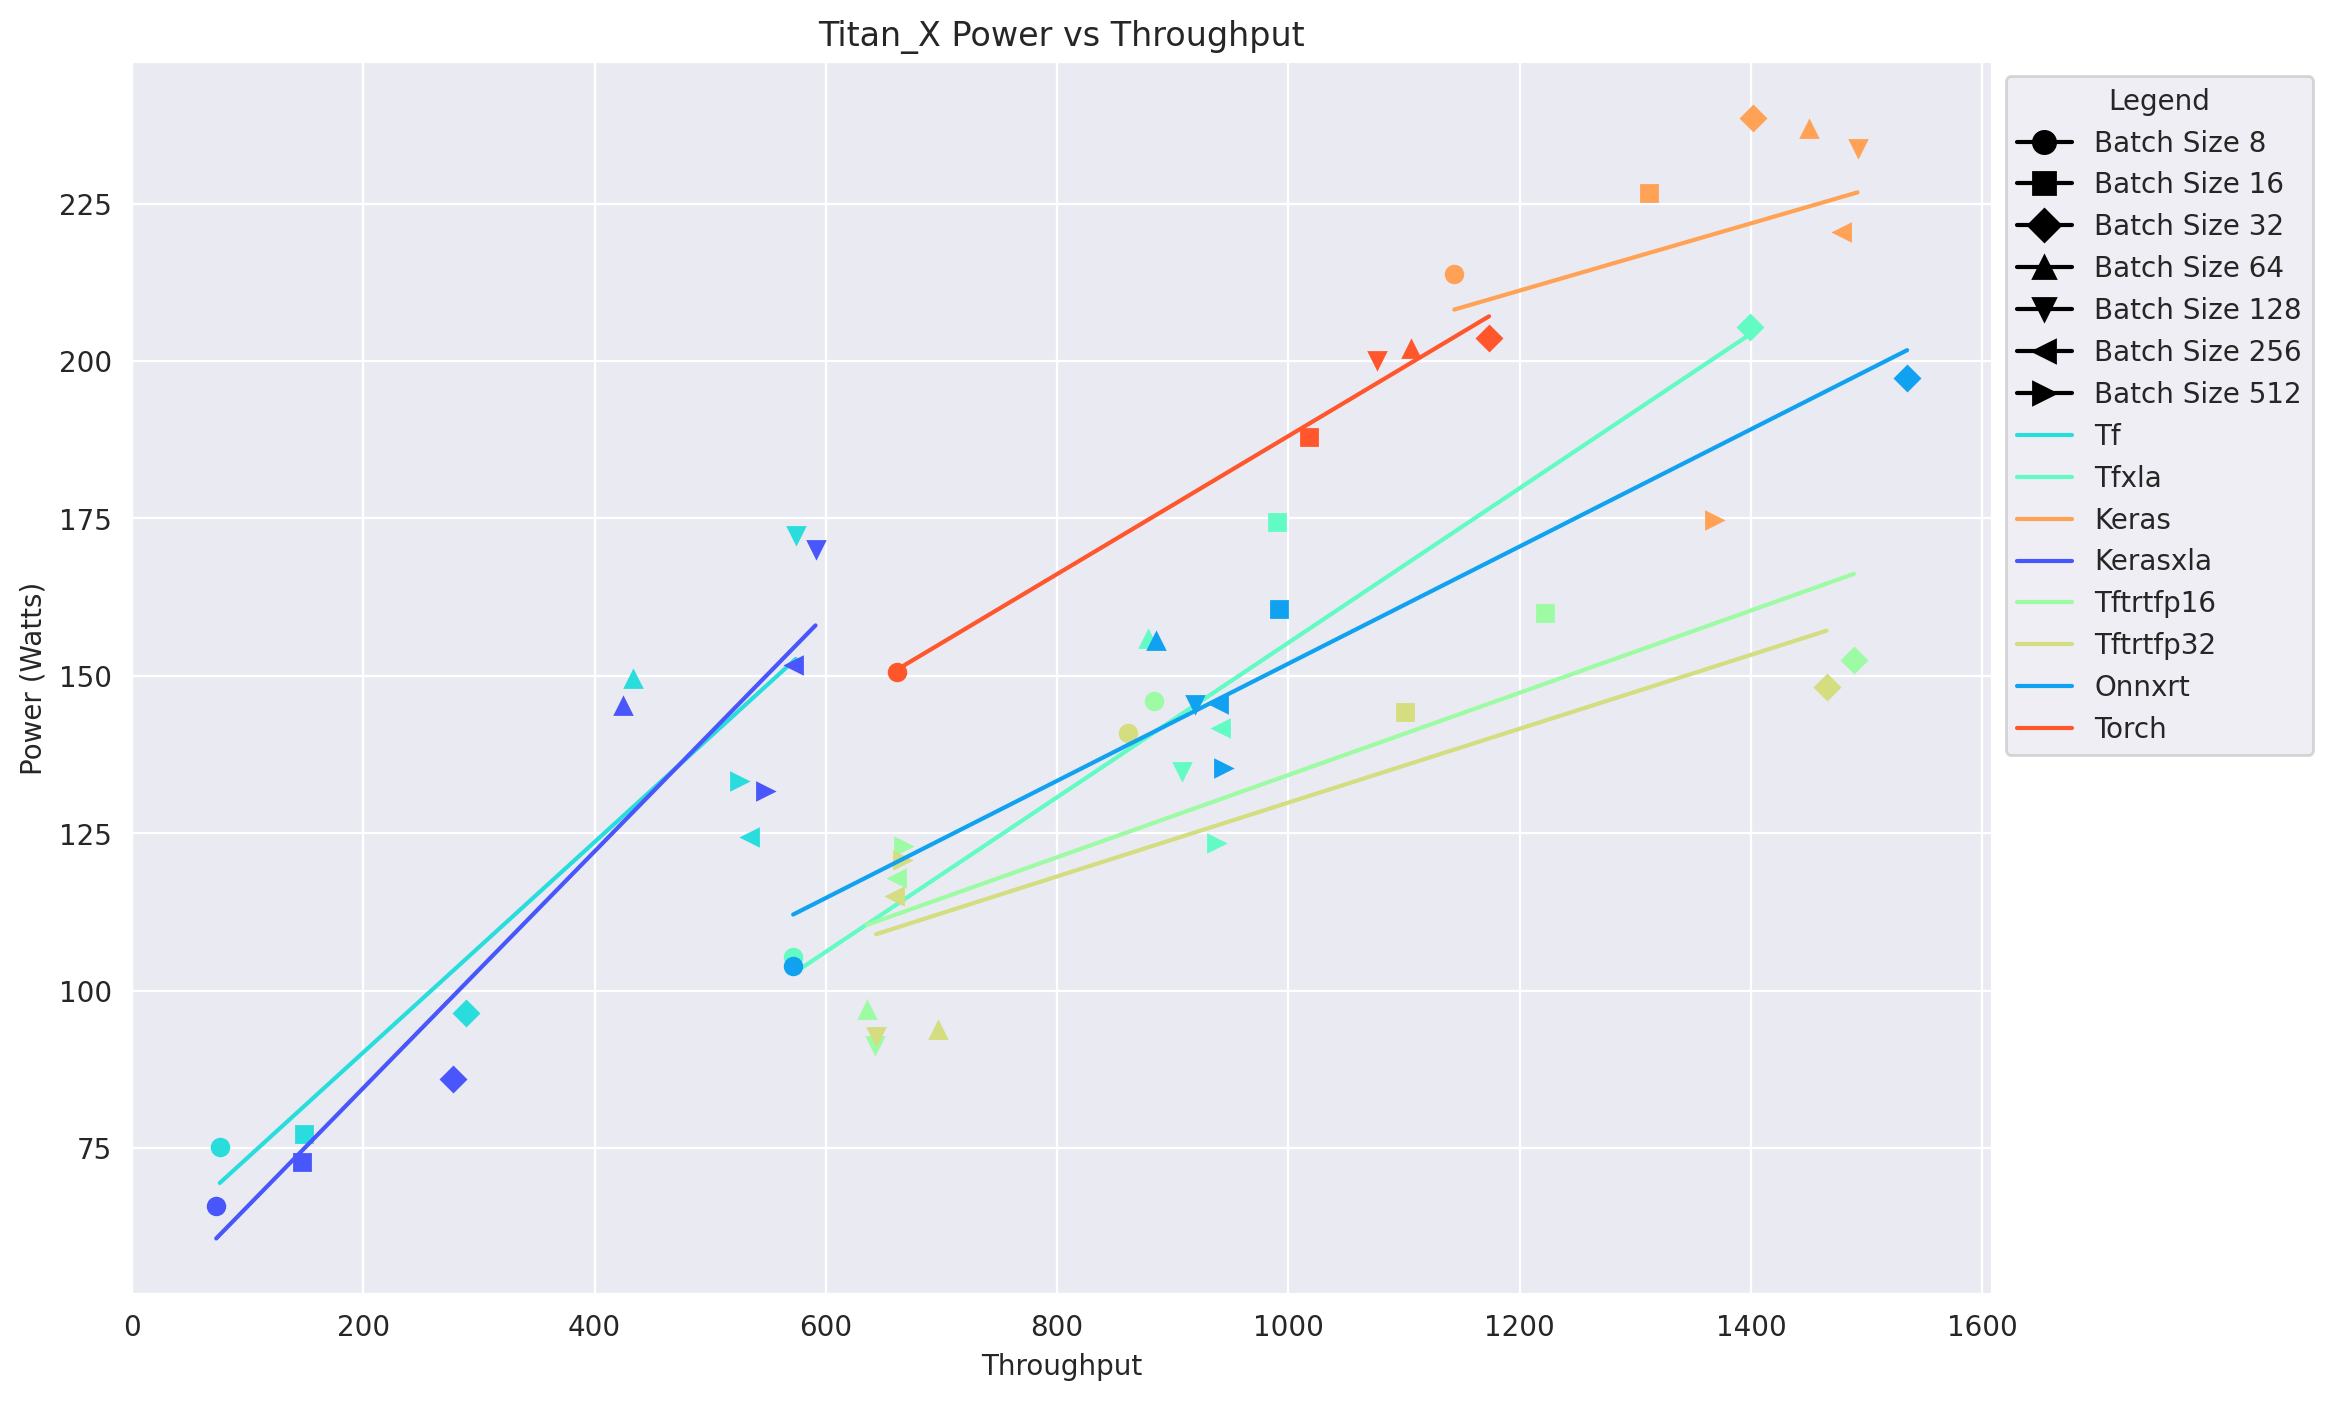 Titan_X Power vs Throughput
Legend
Batch Size 8
Batch Size 16
Batch Size 32
Batch Size 64
Batch Size 128
Batch Size 256
Batch Size 512
Tf
Tfxla
Keras
Kerasxla
Tftrtfp16
Tftrtfp32
Onnxrt
Torch
Power (Watts)
225
200
175
150
125
100
75
0 200 400 600 800 1000 1200 1400 1600
Throughput